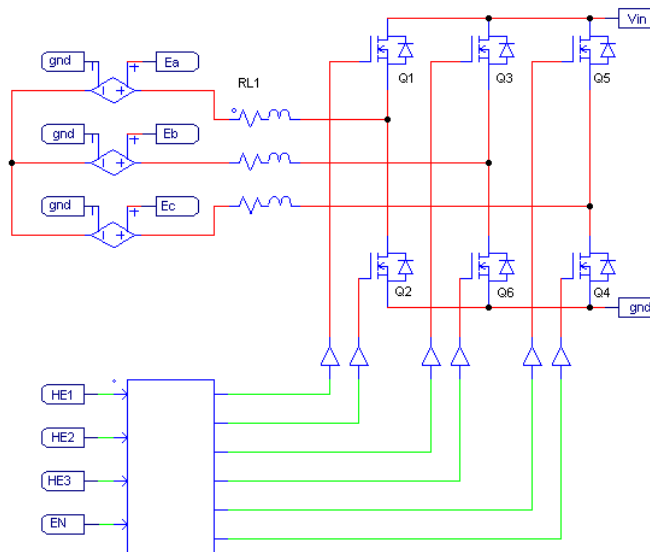 Vin
gnd
Ea
RL1
Q1
Q3
Q5
gnd
Eb
gnd
Ec
Q2
Q6
Q4
gnd
HE1
HE2
HE3
EN